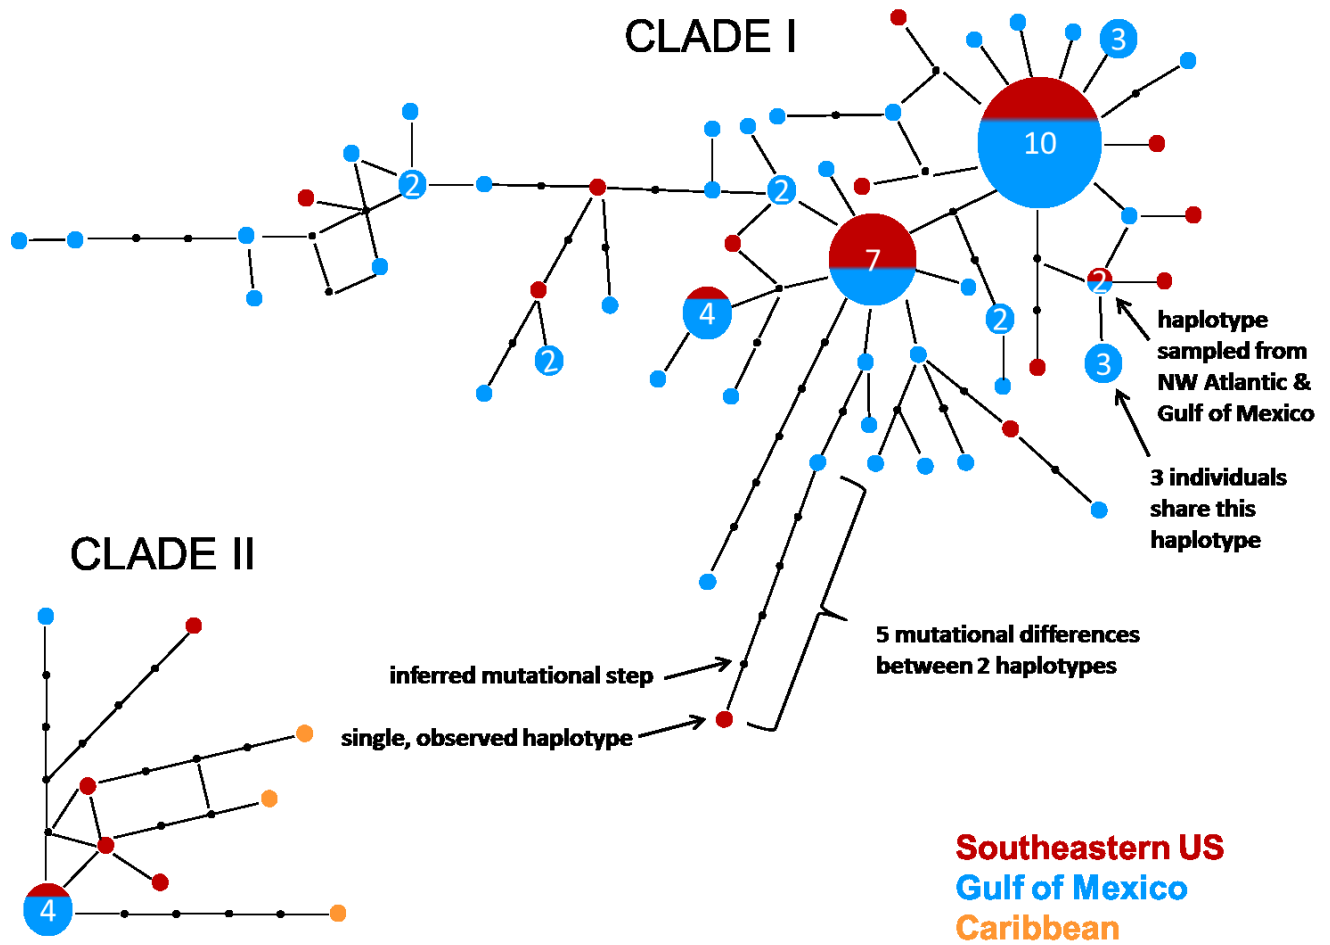 CLADE I
3
10
2
2
7
2
4
2
2
3
haplotype
sampled from
NW Atlantic &
Gulf of Mexico
3 individuals
share this
haplotype
CLADE II
5 mutational differences
between 2 haplotypes
inferred mutational step
single, observed haplotype
4
Southeastern US
Gulf of Mexico
Caribbean